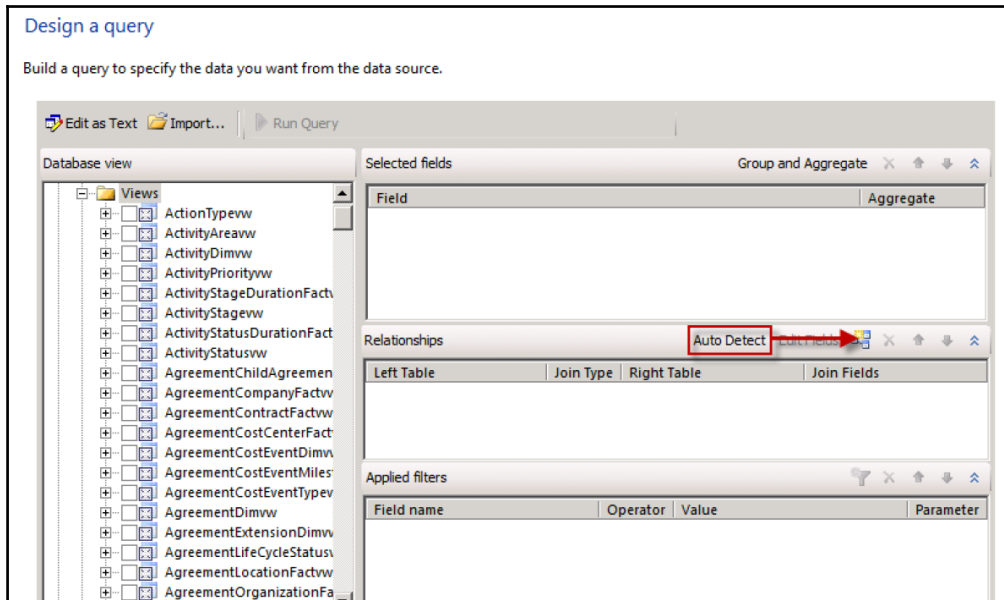 Design a query
Build a query to specify the data you want from the data source.
Edit as Text Import... Run Query
Database view
Views
ActionTypevw
ActivityAreavw
ActivityDimvw
ActivityPriorityvw
ActivityStageDurationFactv
ActivityStagevw
ActivityStatusDurationFact
ActivityStatusvw
AgreementChildAgreemen
AgreementCompanyFactvv
AgreementContractFactvw
AgreementCostCenterFact
AgreementCostEventDimv
AgreementCostEventMiles
AgreementCostEventTypev
AgreementDimvw
AgreementExtensionDimv
AgreementLifeCycleStatus
AgreementLocationFactvw
AgreementOrganizationFa
Selected fields Group and Aggregate
Field Aggregate
Relationships Auto Detect Edit Fields
Left Table Join Type Right Table Join Fields
Applied filters
Field name Operator Value Parameter